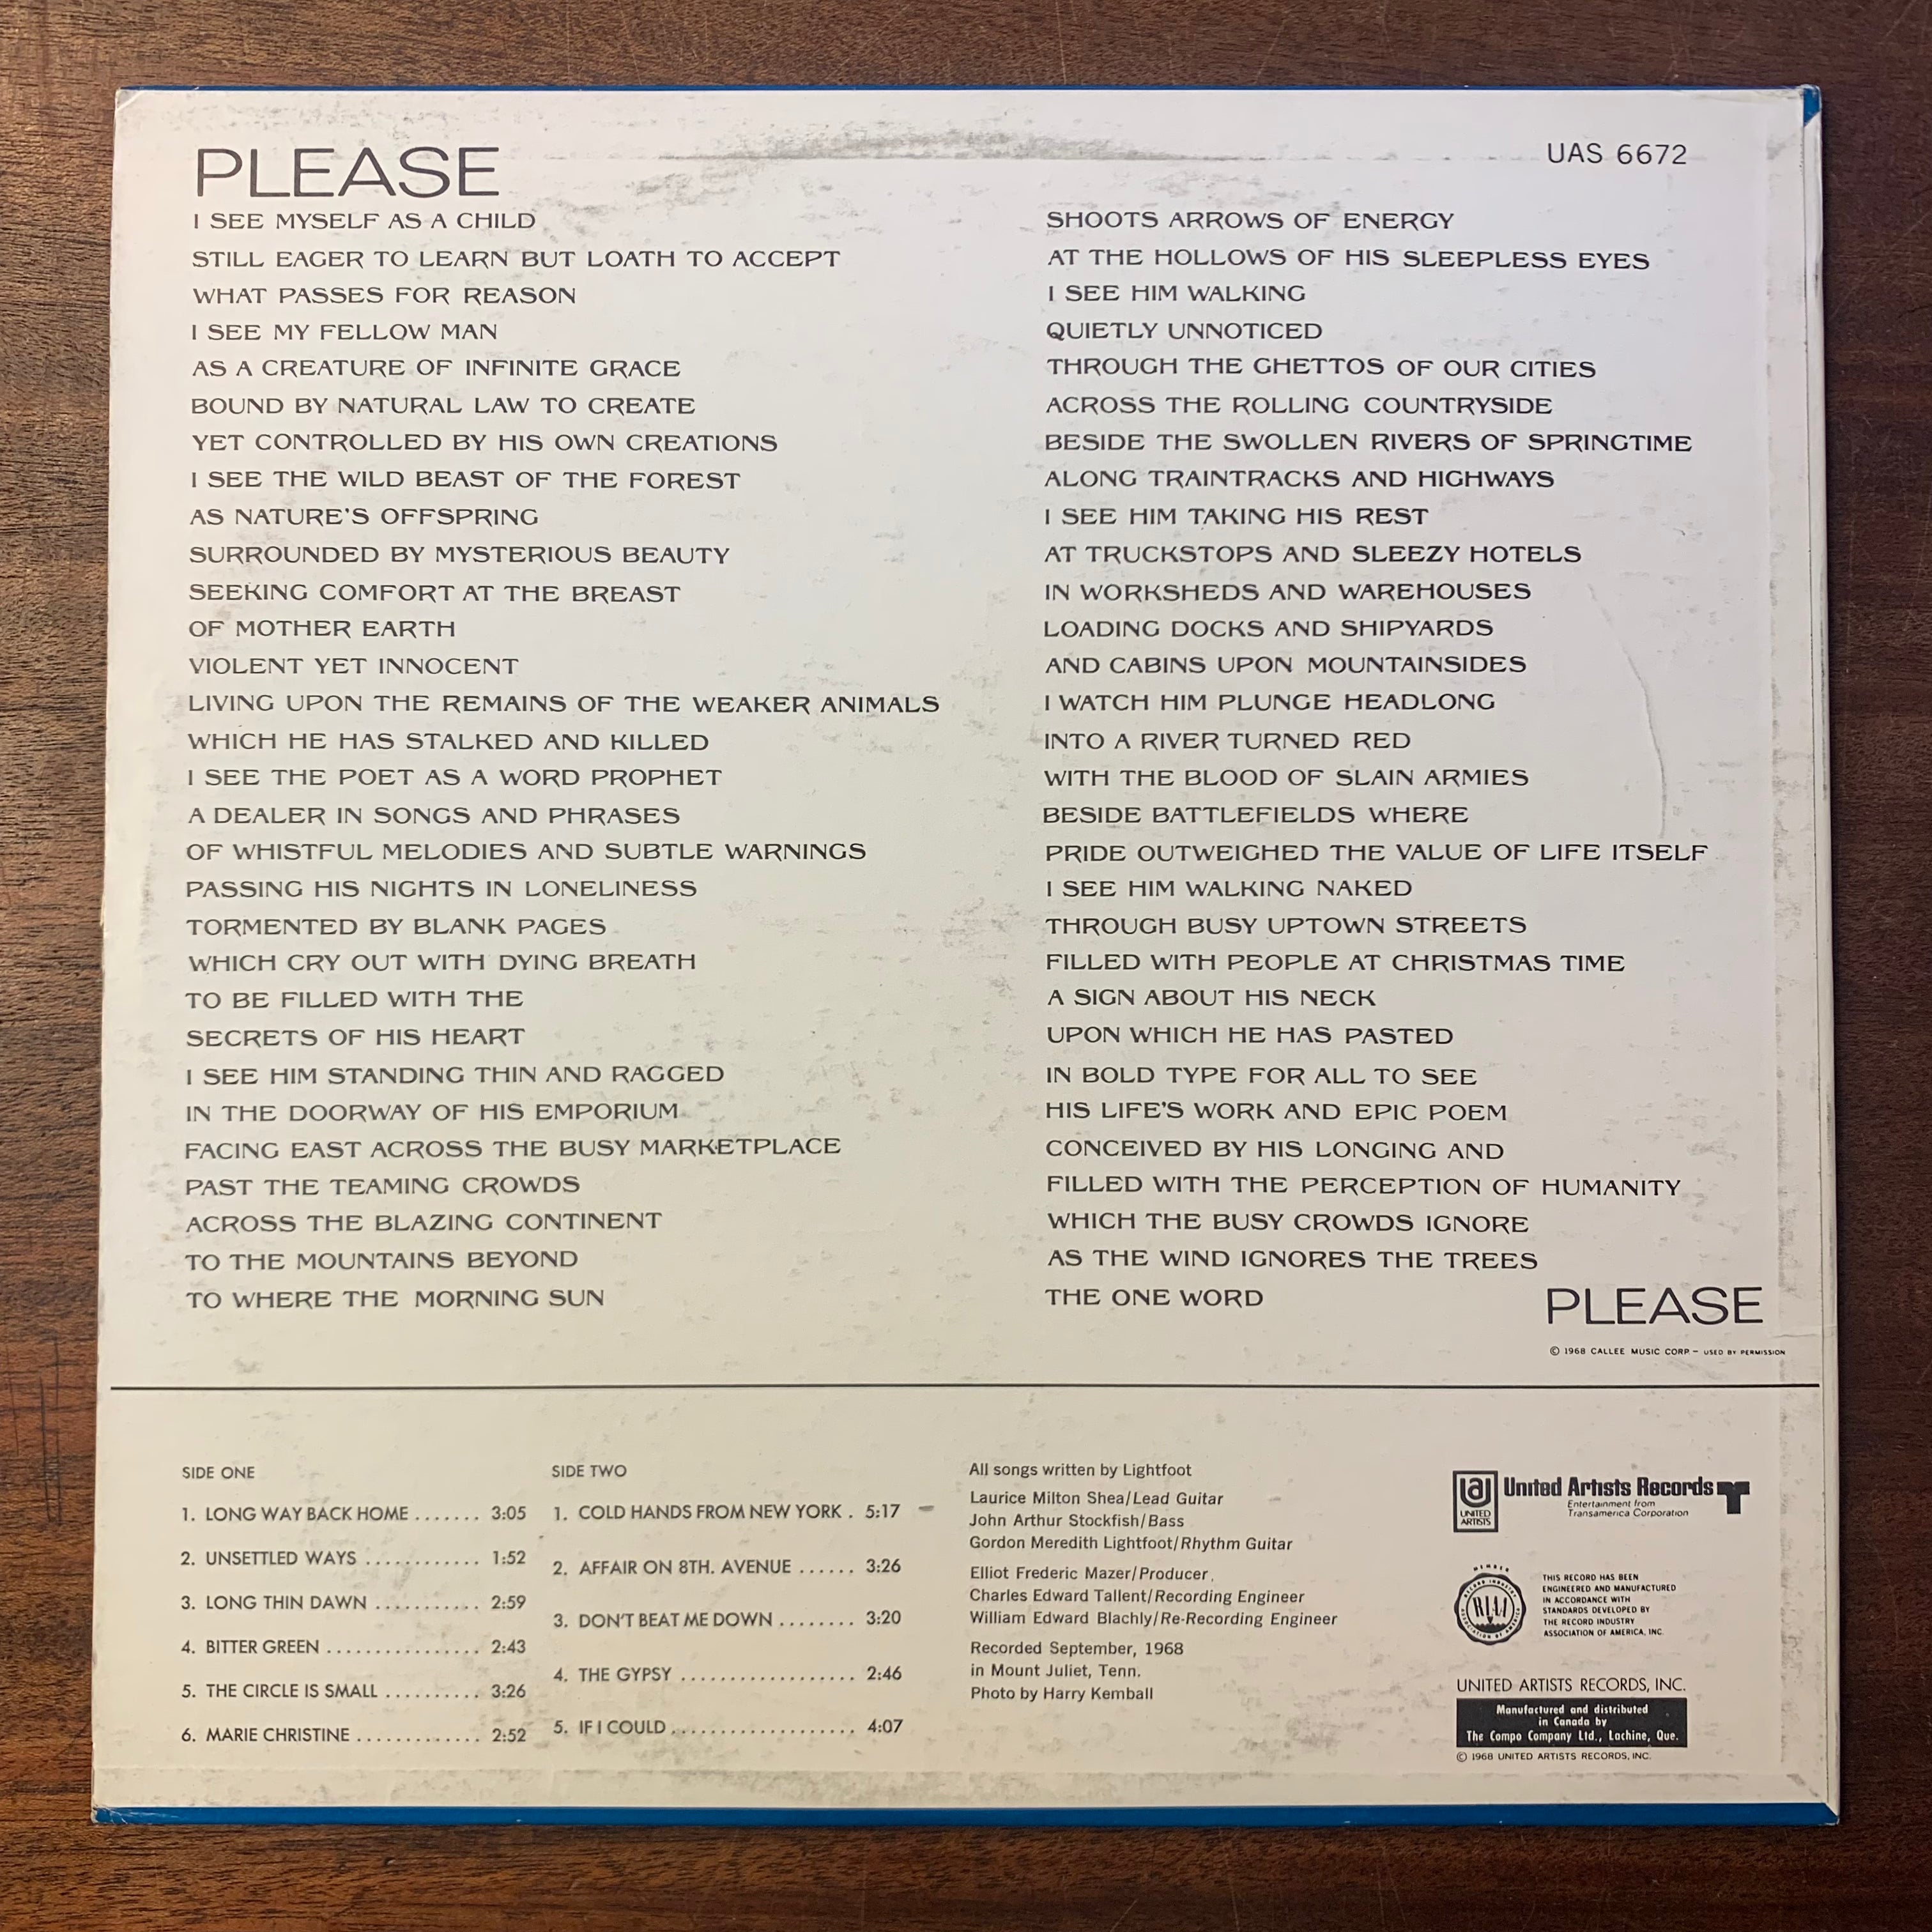 PLEASE
UAS 6672
I SEE MYSELF AS A CHILD
STILL EAGER TO LEARN BUT LOATH TO ACCEPT
WHAT PASSES FOR REASON
I SEE MY FELLOW MAN
AS A CREATURE OF INFINITE GRACE
BOUND BY NATURAL LAW TO CREATE
YET CONTROLLED BY HIS OWN CREATIONS
I SEE THE WILD BEAST OF THE FOREST
AS NATURE'S OFFSPRING
SURROUNDED BY MYSTERIOUS BEAUTY
SEEKING COMFORT AT THE BREAST
OF MOTHER EARTH
VIOLENT YET INNOCENT
LIVING UPON THE REMAINS OF THE WEAKER ANIMALS
WHICH HE HAS STALKED AND KILLED
I SEE THE POET AS A WORD PROPHET
A DEALER IN SONGS AND PHRASES
OF WHISTFUL MELODIES AND SUBTLE WARNINGS
PASSING HIS NIGHTS IN LONELINESS
TORMENTED BY BLANK PAGES
WHICH CRY OUT WITH DYING BREATH
TO BE FILLED WITH THE
SECRETS OF HIS HEART
I SEE HIM STANDING THIN AND RAGGED
IN THE DOORWAY OF HIS EMPORIUM
FACING EAST ACROSS THE BUSY MARKETPLACE
PAST THE TEAMING CROWDS
ACROSS THE BLAZING CONTINENT
TO THE MOUNTAINS BEYOND
TO WHERE THE MORNING SUN
SHOOTS ARROWS OF ENERGY
AT THE HOLLOWS OF HIS SLEEPLESS EYES
I SEE HIM WALKING
QUIETLY UNNOTICED
THROUGH THE GHETTOS OF OUR CITIES
ACROSS THE ROLLING COUNTRYSIDE
BESIDE THE SWOLLEN RIVERS OF SPRINGTIME
ALONG TRAINTRACKS AND HIGHWAYS
I SEE HIM TAKING HIS REST
AT TRUCKSTOPS AND SLEEZY HOTELS
IN WORKSHEDS AND WAREHOUSES
LOADING DOCKS AND SHIPYARDS
AND CABINS UPON MOUNTAINSIDES
I WATCH HIM PLUNGE HEADLONG
INTO A RIVER TURNED RED
WITH THE BLOOD OF SLAIN ARMIES
BESIDE BATTLEFIELDS WHERE
PRIDE OUTWEIGHED THE VALUE OF LIFE ITSELF
I SEE HIM WALKING NAKED
THROUGH BUSY UPTOWN STREETS
FILLED WITH PEOPLE AT CHRISTMAS TIME
A SIGN ABOUT HIS NECK
UPON WHICH HE HAS PASTED
IN BOLD TYPE FOR ALL TO SEE
HIS LIFE'S WORK AND EPIC POEM
CONCEIVED BY HIS LONGING AND
FILLED WITH THE PERCEPTION OF HUMANITY
WHICH THE BUSY CROWDS IGNORE
AS THE WIND IGNORES THE TREES
THE ONE WORD
PLEASE
© 1968 CALLEE MUSIC CORP. – USED BY PERMISSION
SIDE ONE
1. LONG WAY BACK HOME ....... 3:05
2. UNSETTLED WAYS ............ 1:52
3. LONG THIN DAWN ........... 2:59
4. BITTER GREEN ................ 2:43
5. THE CIRCLE IS SMALL .......... 3:26
6. MARIE CHRISTINE ............. 2:52
SIDE TWO
1. COLD HANDS FROM NEW YORK . 5:17
2. AFFAIR ON 8TH. AVENUE ...... 3:26
3. DON'T BEAT ME DOWN ........ 3:20
4. THE GYPSY .................. 2:46
5. IF I COULD ................... 4:07
All songs written by Lightfoot
Laurice Milton Shea/Lead Guitar
John Arthur Stockfish/Bass
Gordon Meredith Lightfoot/Rhythm Guitar
Elliot Frederic Mazer/Producer
Charles Edward Tallent/Recording Engineer
William Edward Blachly/Re-Recording Engineer
Recorded September, 1968
in Mount Juliet, Tenn.
Photo by Harry Kemball
UA
UNITED
ARTISTS
United Artists Records
Entertainment from
Transamerica Corporation
MEMBER
RECORD INDUSTRY ASSOCIATION OF AMERICA
RIAA
THIS RECORD HAS BEEN
ENGINEERED AND MANUFACTURED
IN ACCORDANCE WITH
STANDARDS DEVELOPED BY
THE RECORD INDUSTRY
ASSOCIATION OF AMERICA, INC.
UNITED ARTISTS RECORDS, INC.
Manufactured and distributed
in Canada by
The Compo Company Ltd., Lachine, Que.
© 1968 UNITED ARTISTS RECORDS, INC.